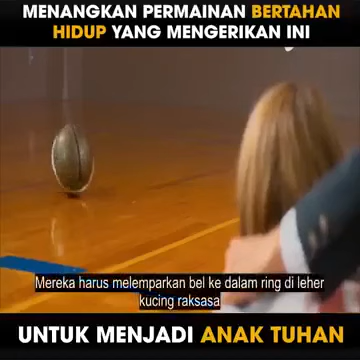 MENANGKAN PERMAINAN BERTAHAN
HIDUP YANG MENGERIKAN INI
Mereka harus melemparkan bel ke dalam ring di leher
kucing raksasa
UNTUK MENJADI ANAK TUHAN